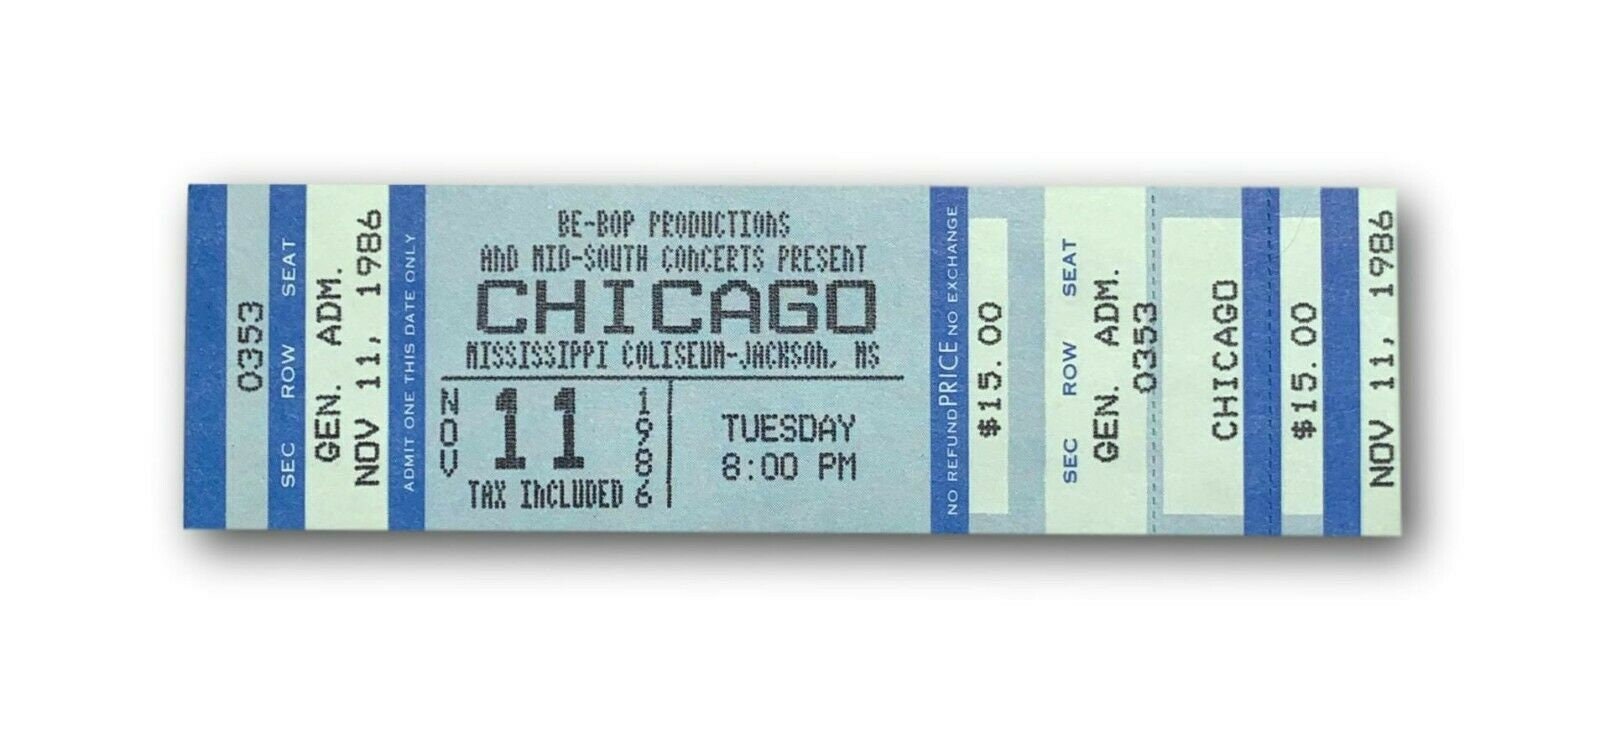 0353
SEC ROW SEAT
GEN. ADM.
NOV 11, 1986
ADMIT ONE THIS DATE ONLY
BE-BOP PRODUCTIONS
AND MID-SOUTH CONCERTS PRESENT
CHICAGO
MISSISSIPPI COLISEUM-JACKSON, MS
NOV
11
1986
TAX INCLUDED
TUESDAY
8:00 PM
NO REFUND PRICE NO EXCHANGE
$15.00
SEC ROW SEAT
GEN. ADM.
0353
CHICAGO
$15.00
NOV 11, 1986